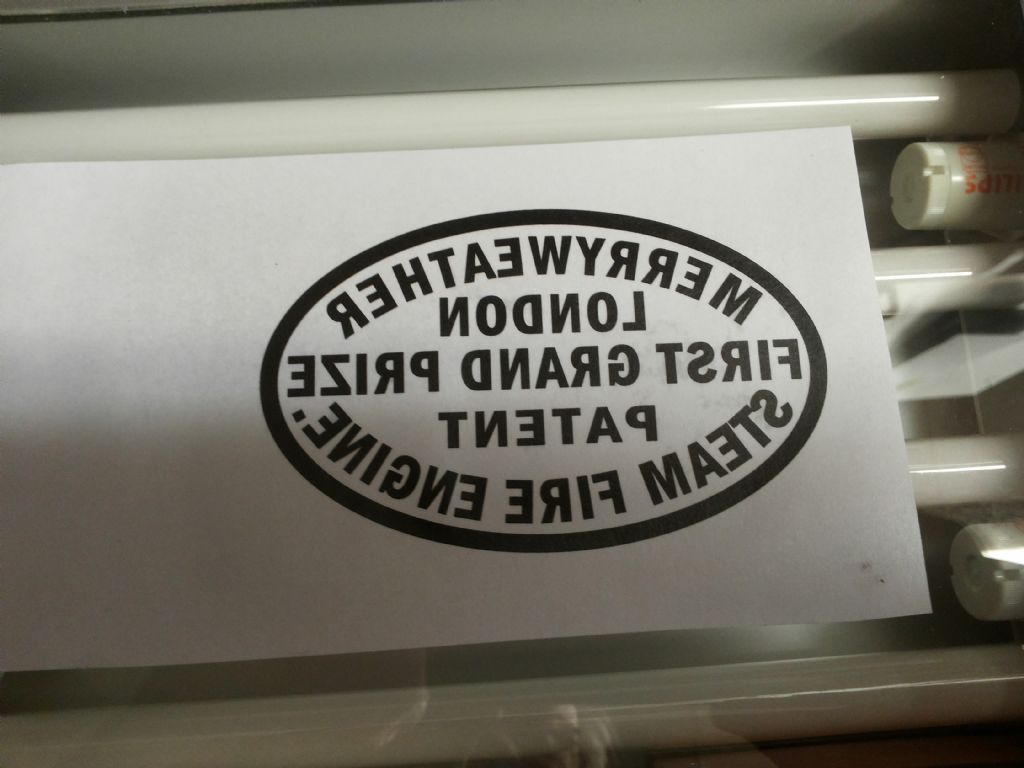 MERRYWEATHER
LONDON
FIRST GRAND PRIZE
PATENT
STEAM FIRE ENGINE.